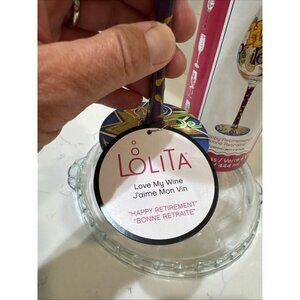 LOLITA
Love My Wine
J'aime Mon Vin
"HAPPY RETIREMENT"
"BONNE RETRAITE"